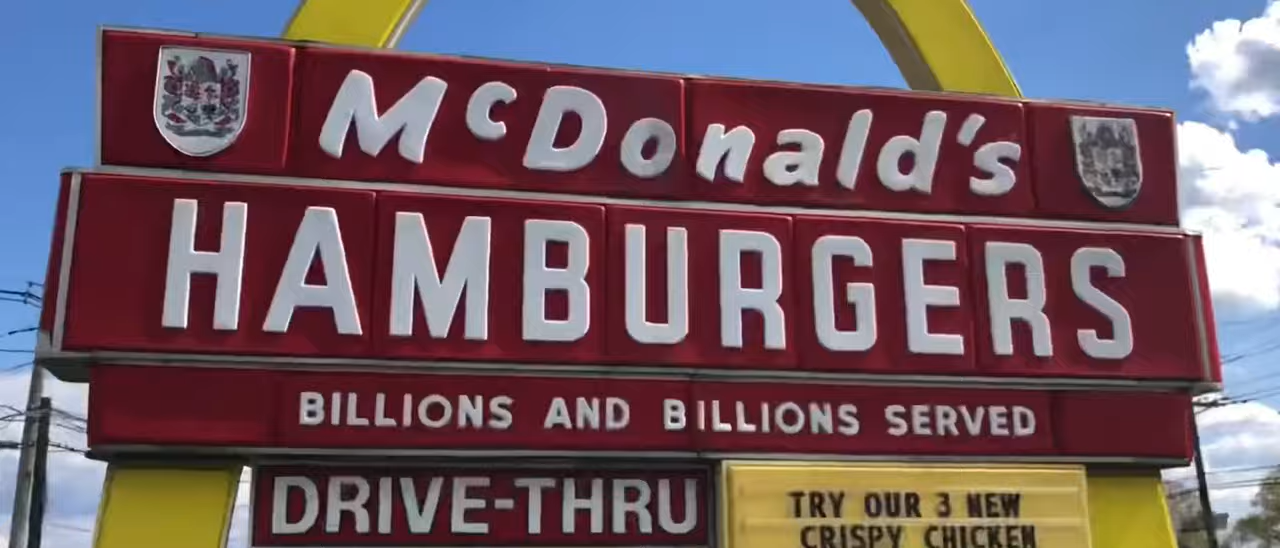 McDonald's
HAMBURGERS
BILLIONS AND BILLIONS SERVED
DRIVE-THRU
TRY OUR 3 NEW
CRISPY CHICKEN